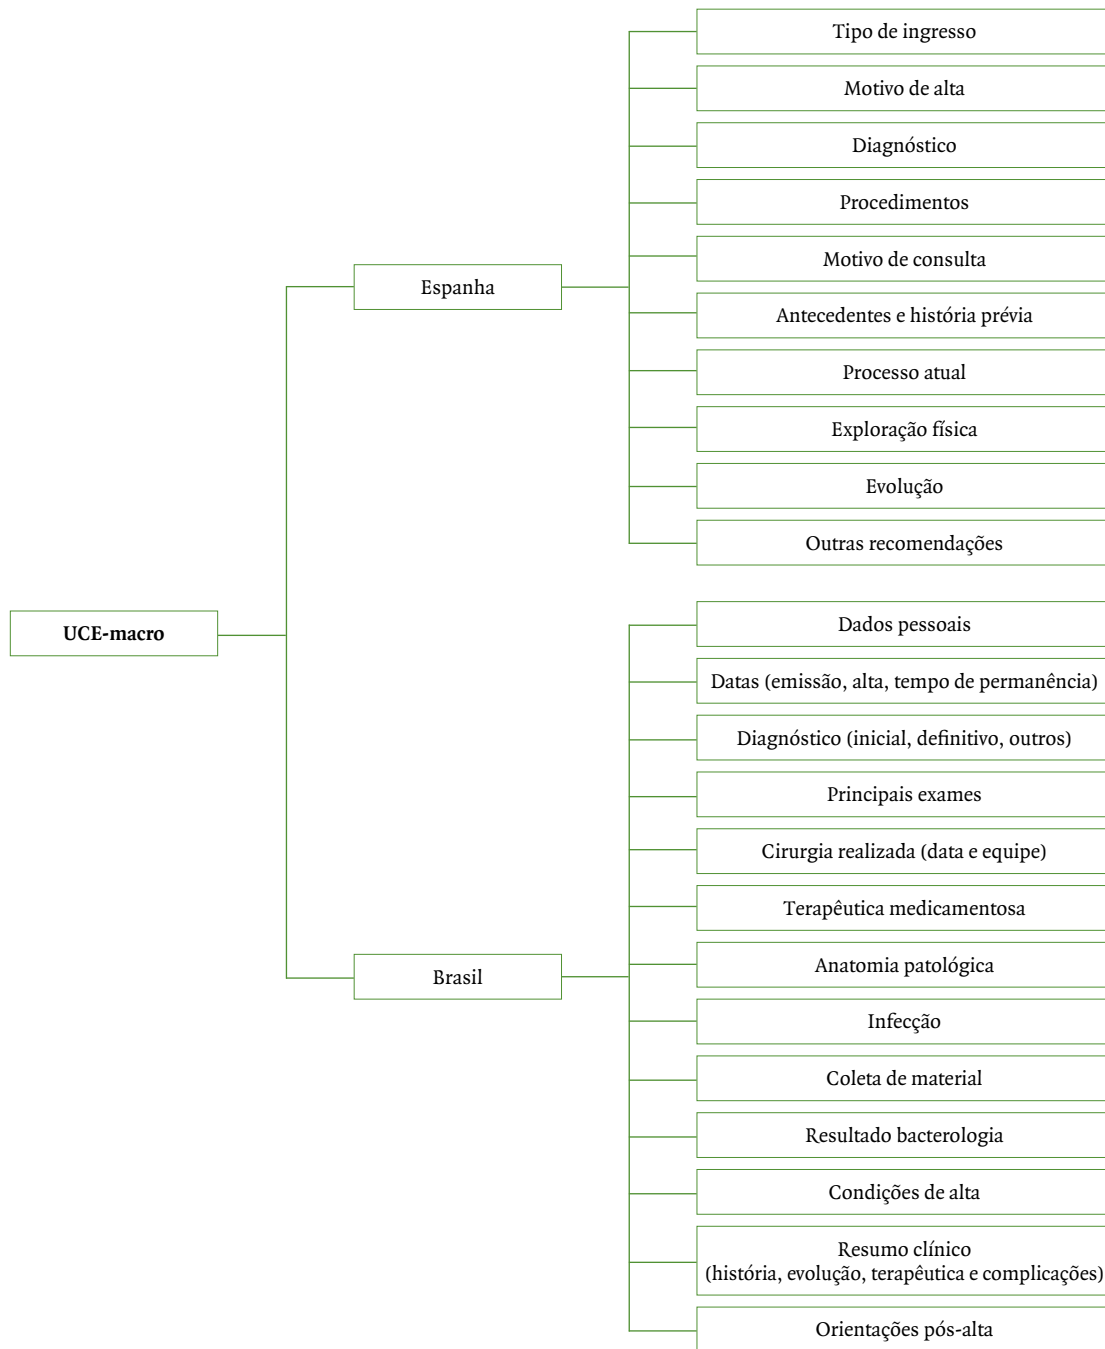 Tipo de ingresso
Motivo de alta
Diagnóstico
Procedimentos
Motivo de consulta
Espanha
Antecedentes e história prévia
Processo atual
Exploração física
Evolução
Outras recomendações
UCE-macro
Dados pessoais
Datas (emissão, alta, tempo de permanência)
Diagnóstico (inicial, definitivo, outros)
Principais exames
Cirurgia realizada (data e equipe)
Terapêutica medicamentosa
Anatomia patológica
Brasil
Infecção
Coleta de material
Resultado bacterologia
Condições de alta
Resumo clínico
(história, evolução, terapêutica e complicações)
Orientações pós-alta